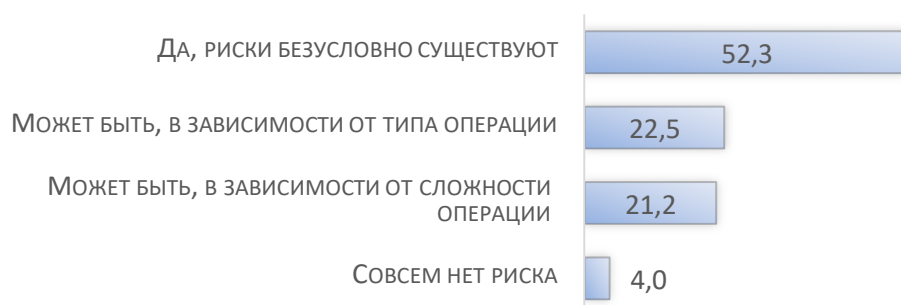 Да, риски безусловно существуют
52,3
Может быть, в зависимости от типа операции
22,5
Может быть, в зависимости от сложности
операции
21,2
Совсем нет риска
4,0